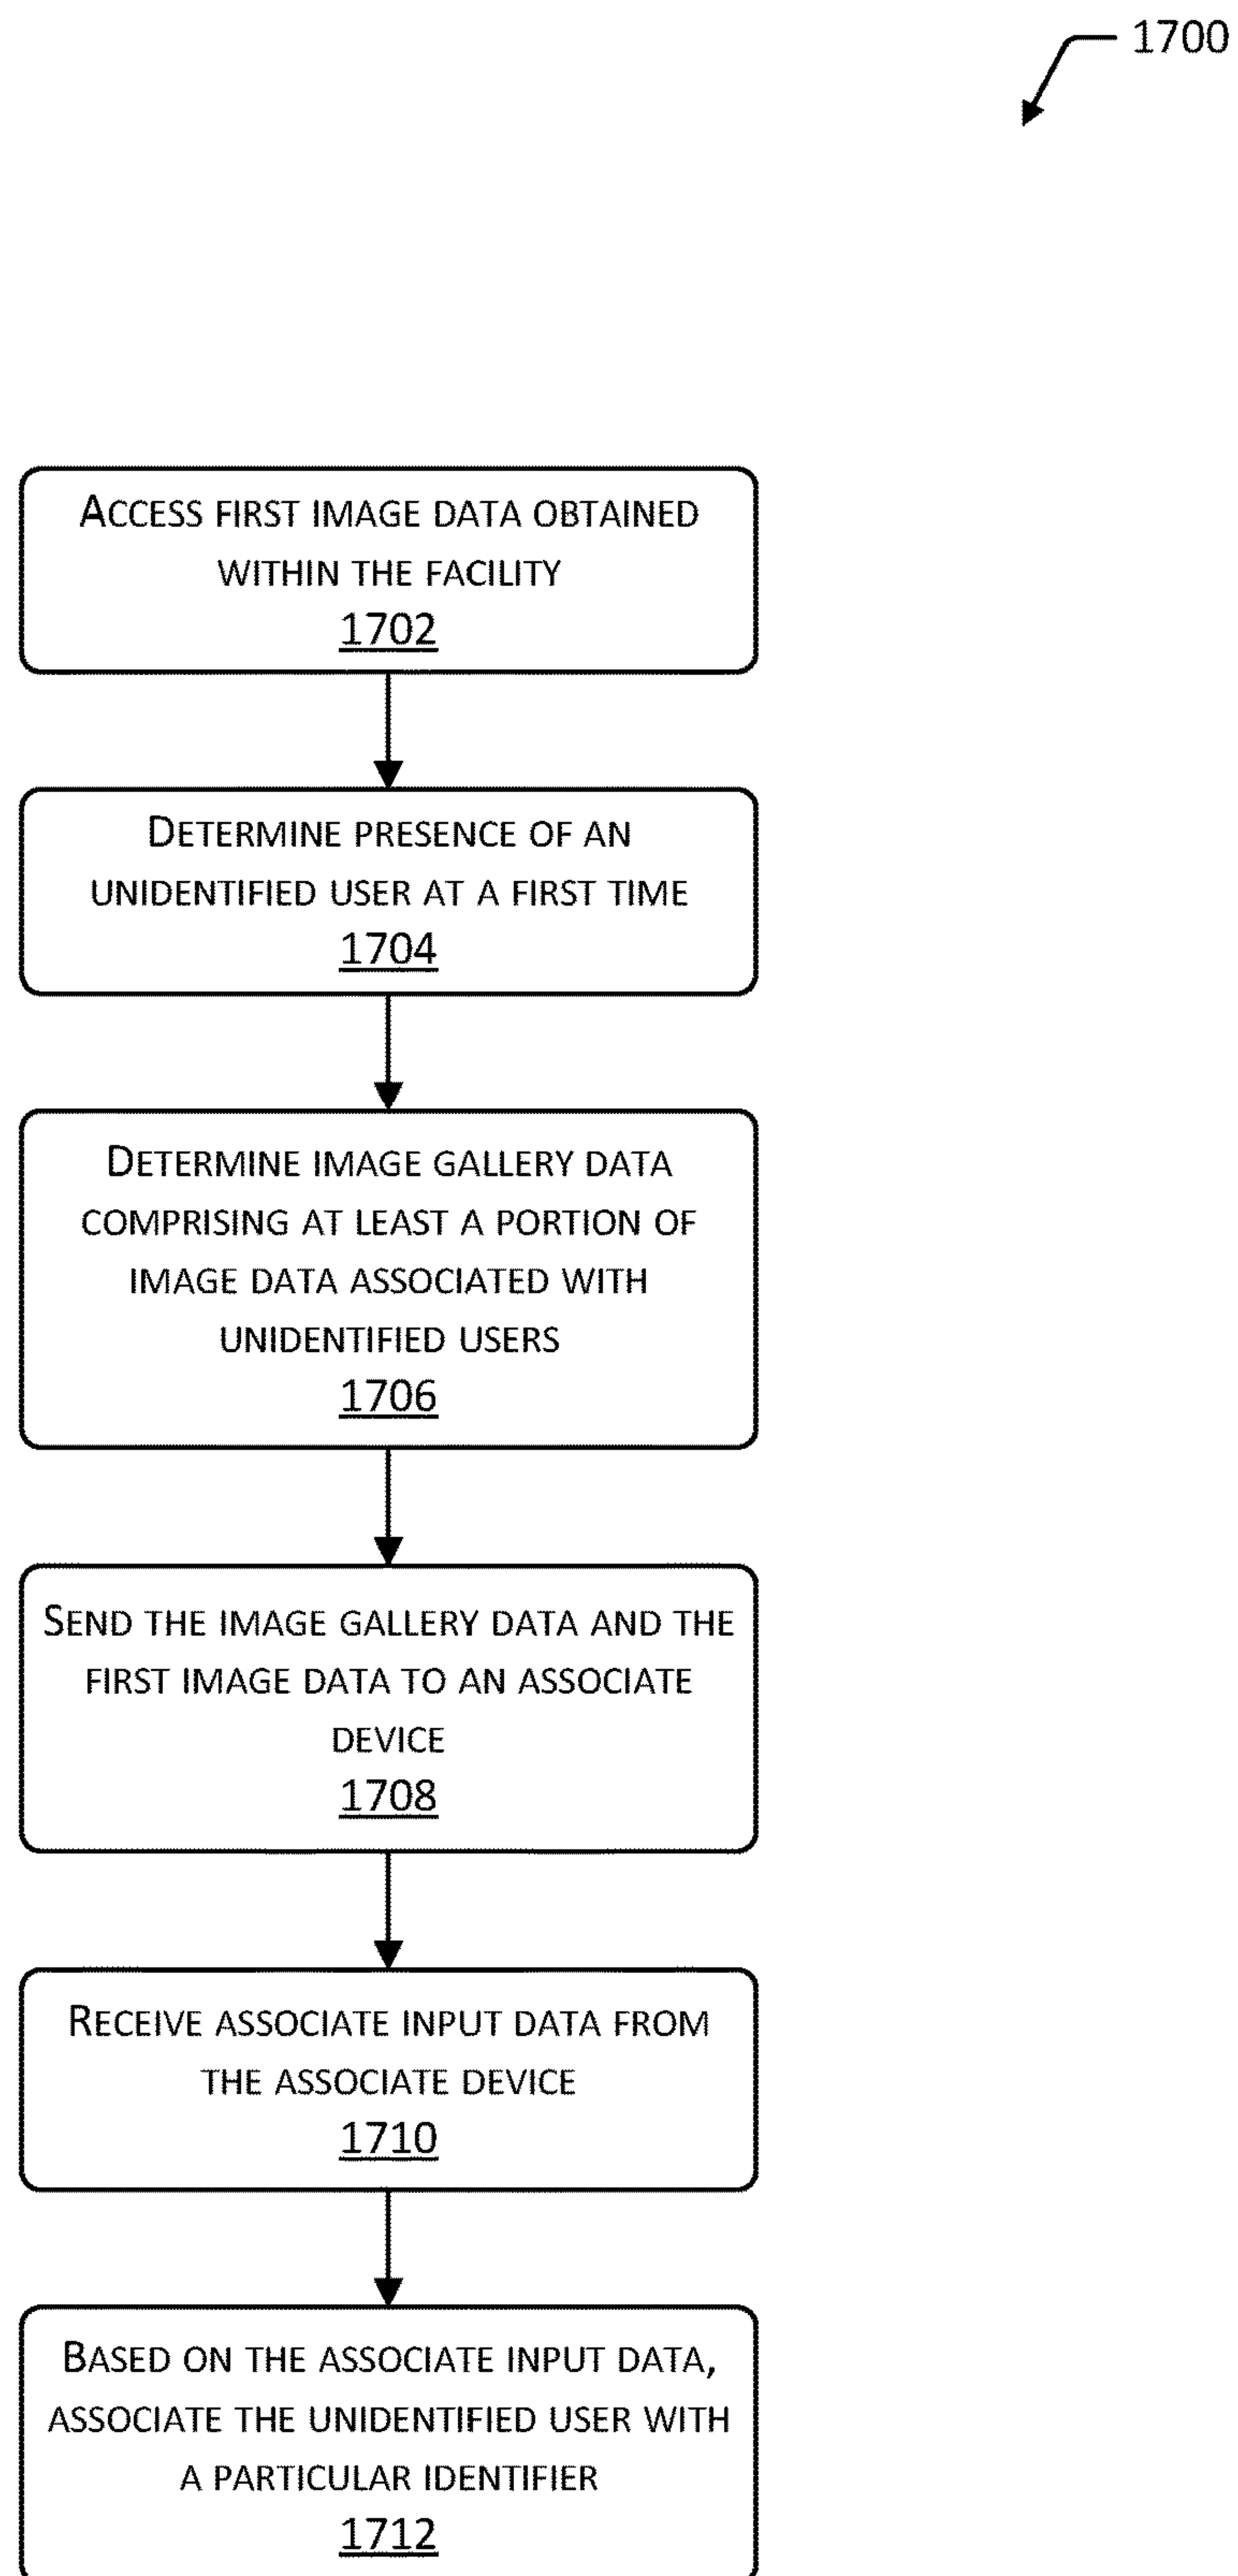 1700
ACCESS FIRST IMAGE DATA OBTAINED
WITHIN THE FACILITY
1702
DETERMINE PRESENCE OF AN
UNIDENTIFIED USER AT A FIRST TIME
1704
DETERMINE IMAGE GALLERY DATA
COMPRISING AT LEAST A PORTION OF
IMAGE DATA ASSOCIATED WITH
UNIDENTIFIED USERS
1706
SEND THE IMAGE GALLERY DATA AND THE
FIRST IMAGE DATA TO AN ASSOCIATE
DEVICE
1708
RECEIVE ASSOCIATE INPUT DATA FROM
THE ASSOCIATE DEVICE
1710
BASED ON THE ASSOCIATE INPUT DATA,
ASSOCIATE THE UNIDENTIFIED USER WITH
A PARTICULAR IDENTIFIER
1712